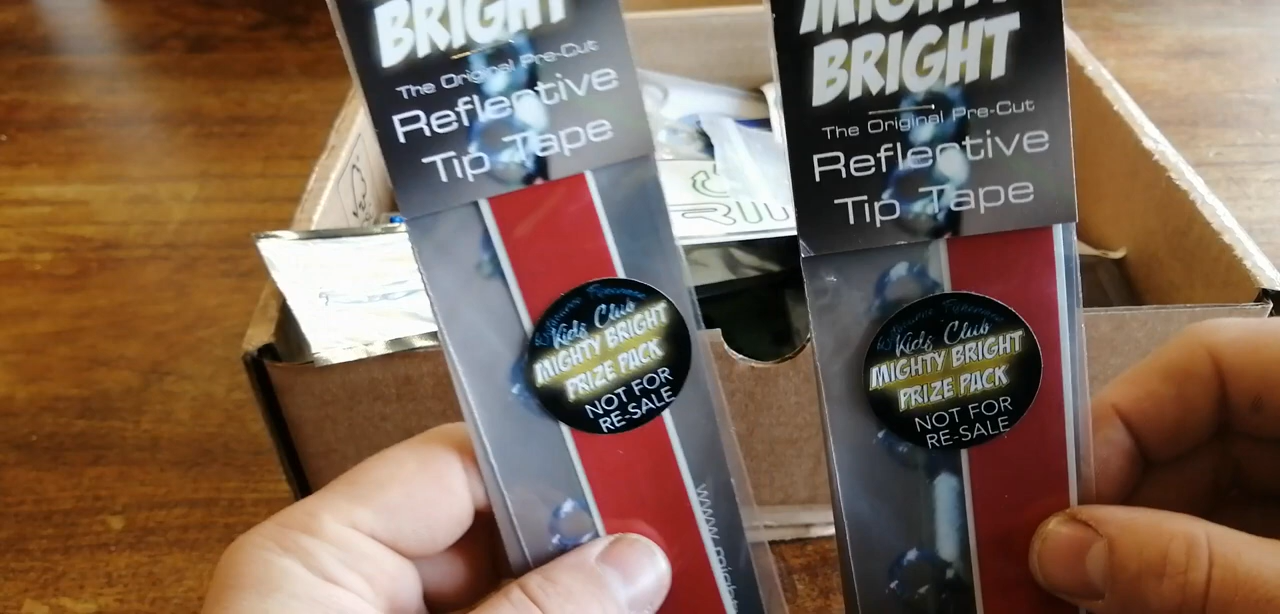 BRIGHT
The Original Pre-Cut
Reflective
Tip Tape
Kids Club
MIGHTY BRIGHT
PRIZE PACK
NOT FOR
RE-SALE
MIGHTY
BRIGHT
The Original Pre-Cut
Reflective
Tip Tape
Kids Club
MIGHTY BRIGHT
PRIZE PACK
NOT FOR
RE-SALE